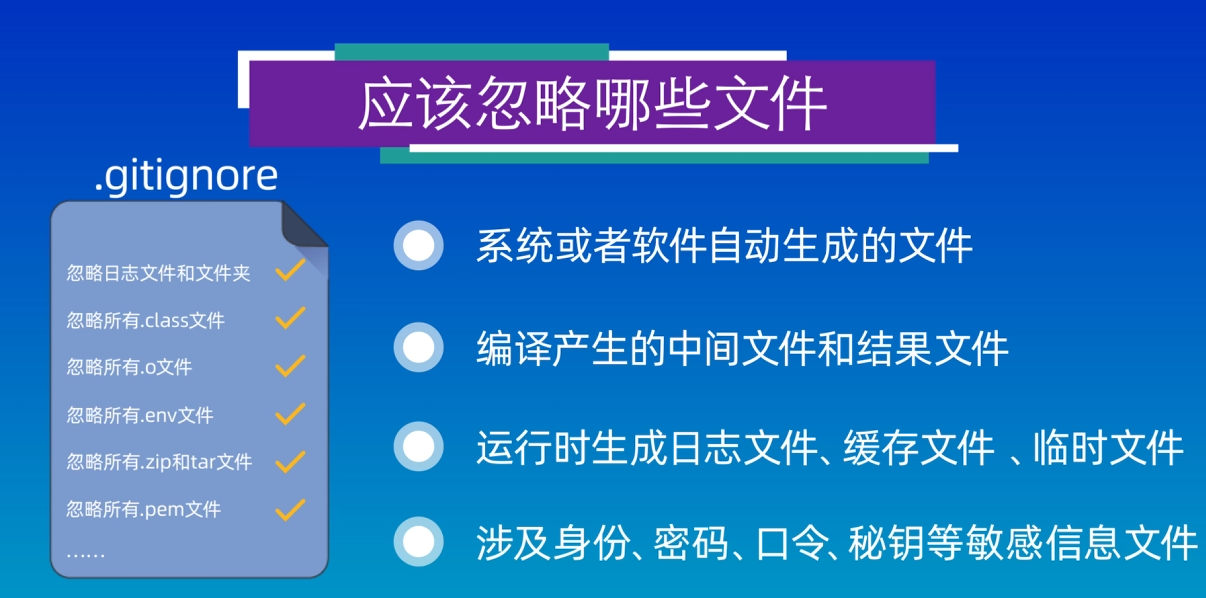 应该忽略哪些文件
.gitignore
忽略日志文件和文件夹
忽略所有.class文件
忽略所有.o文件
忽略所有.env文件
忽略所有.zip和tar文件
忽略所有.pem文件
……
系统或者软件自动生成的文件
编译产生的中间文件和结果文件
运行时生成日志文件、缓存文件 、临时文件
涉及身份、密码、口令、秘钥等敏感信息文件